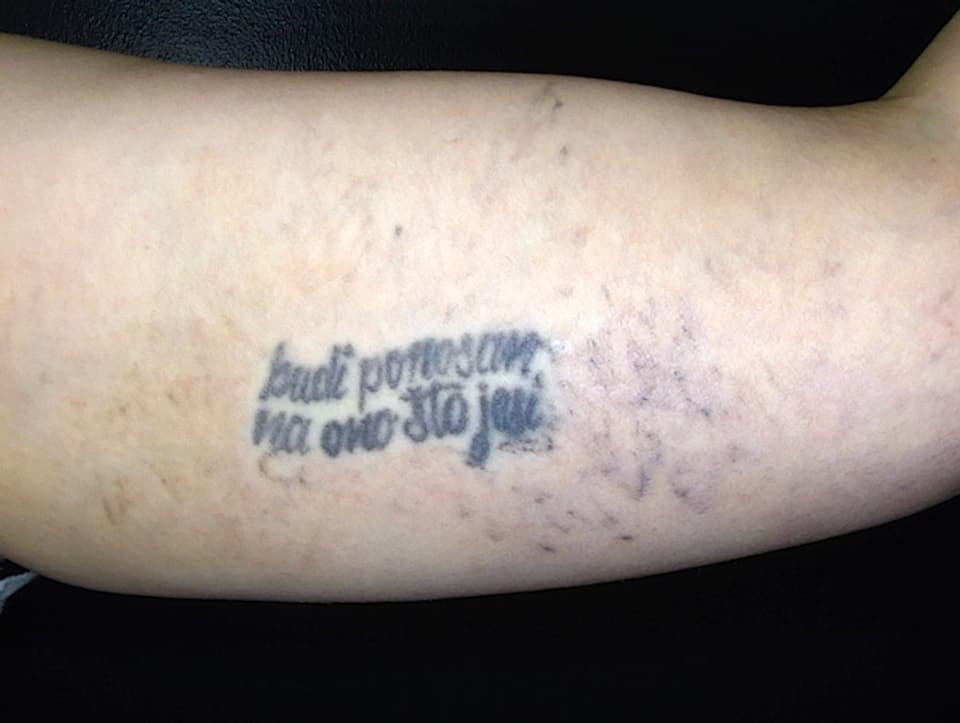 budi ponosan
na ono što jesi